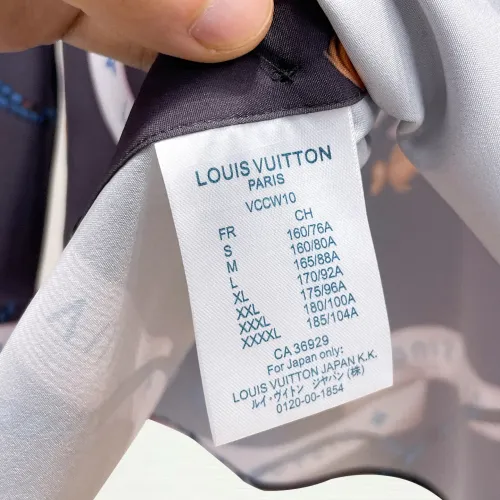 LOUIS VUITTON
PARIS
VCCW10
FR CH
S 160/76A
M 160/80A
L 165/88A
XL 170/92A
XXL 175/96A
XXXL 180/100A
XXXXL 185/104A
CA 36929
For Japan only:
LOUIS VUITTON JAPAN K.K.
ルイ・ヴィトン ジャパン (株)
0120-00-1854